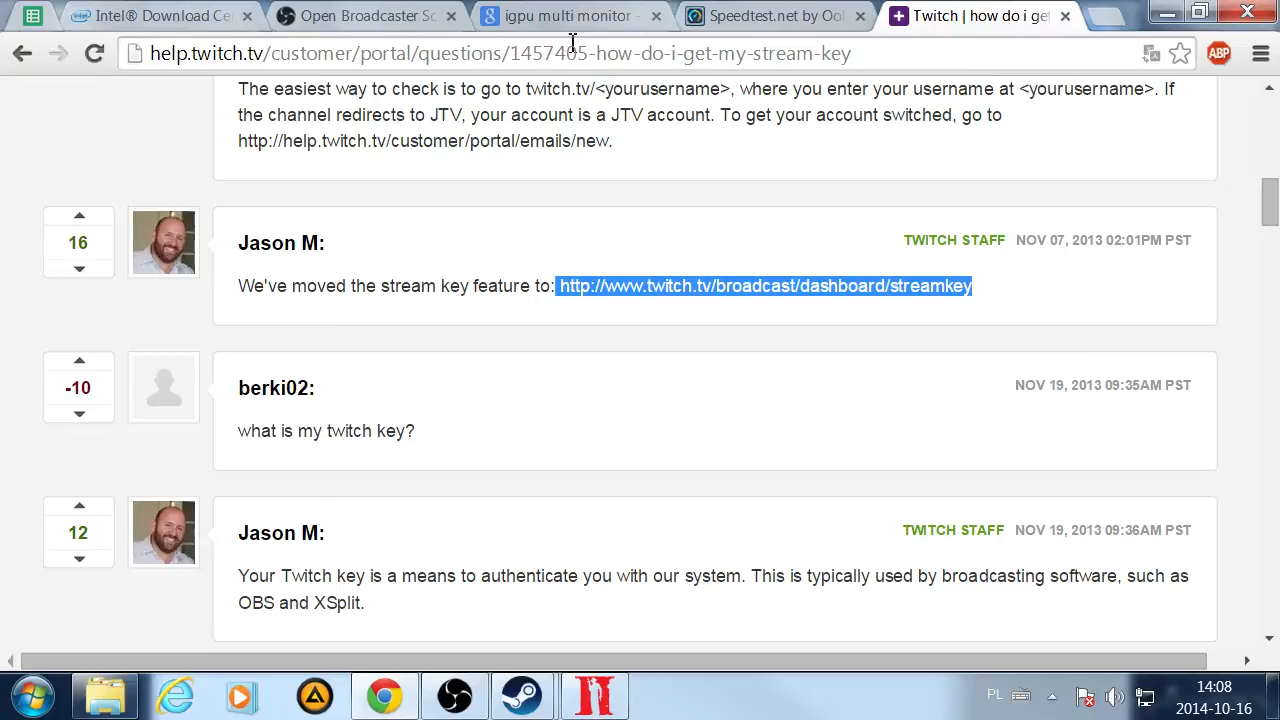 Intel® Download Cer
Open Broadcaster Sc
igpu multi monitor -
Speedtest.net by Ool
Twitch | how do i get
help.twitch.tv/customer/portal/questions/1457485-how-do-i-get-my-stream-key
ABP
The easiest way to check is to go to twitch.tv/<yourusername>, where you enter your username at <yourusername>. If
the channel redirects to JTV, your account is a JTV account. To get your account switched, go to
http://help.twitch.tv/customer/portal/emails/new.
16
Jason M:
TWITCH STAFF NOV 07, 2013 02:01PM PST
We've moved the stream key feature to: http://www.twitch.tv/broadcast/dashboard/streamkey
-10
berki02:
NOV 19, 2013 09:35AM PST
what is my twitch key?
12
Jason M:
TWITCH STAFF NOV 19, 2013 09:36AM PST
Your Twitch key is a means to authenticate you with our system. This is typically used by broadcasting software, such as
OBS and XSplit.
PL
14:08
2014-10-16